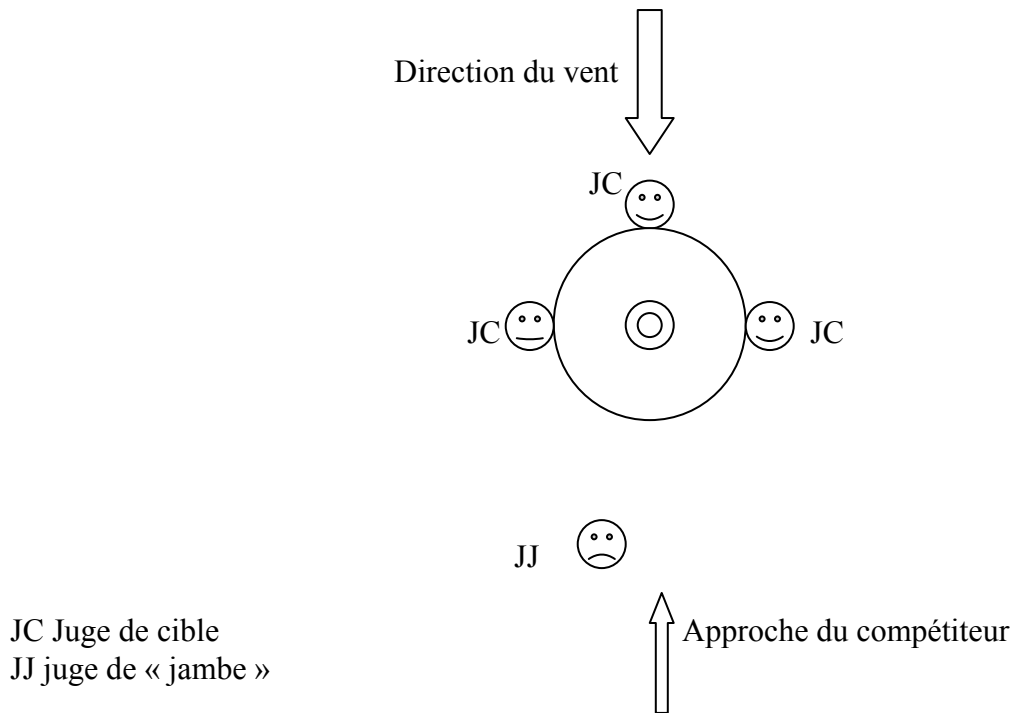 Direction du vent
JC
JC
JC
JJ
Approche du compétiteur
JC Juge de cible
JJ juge de « jambe »